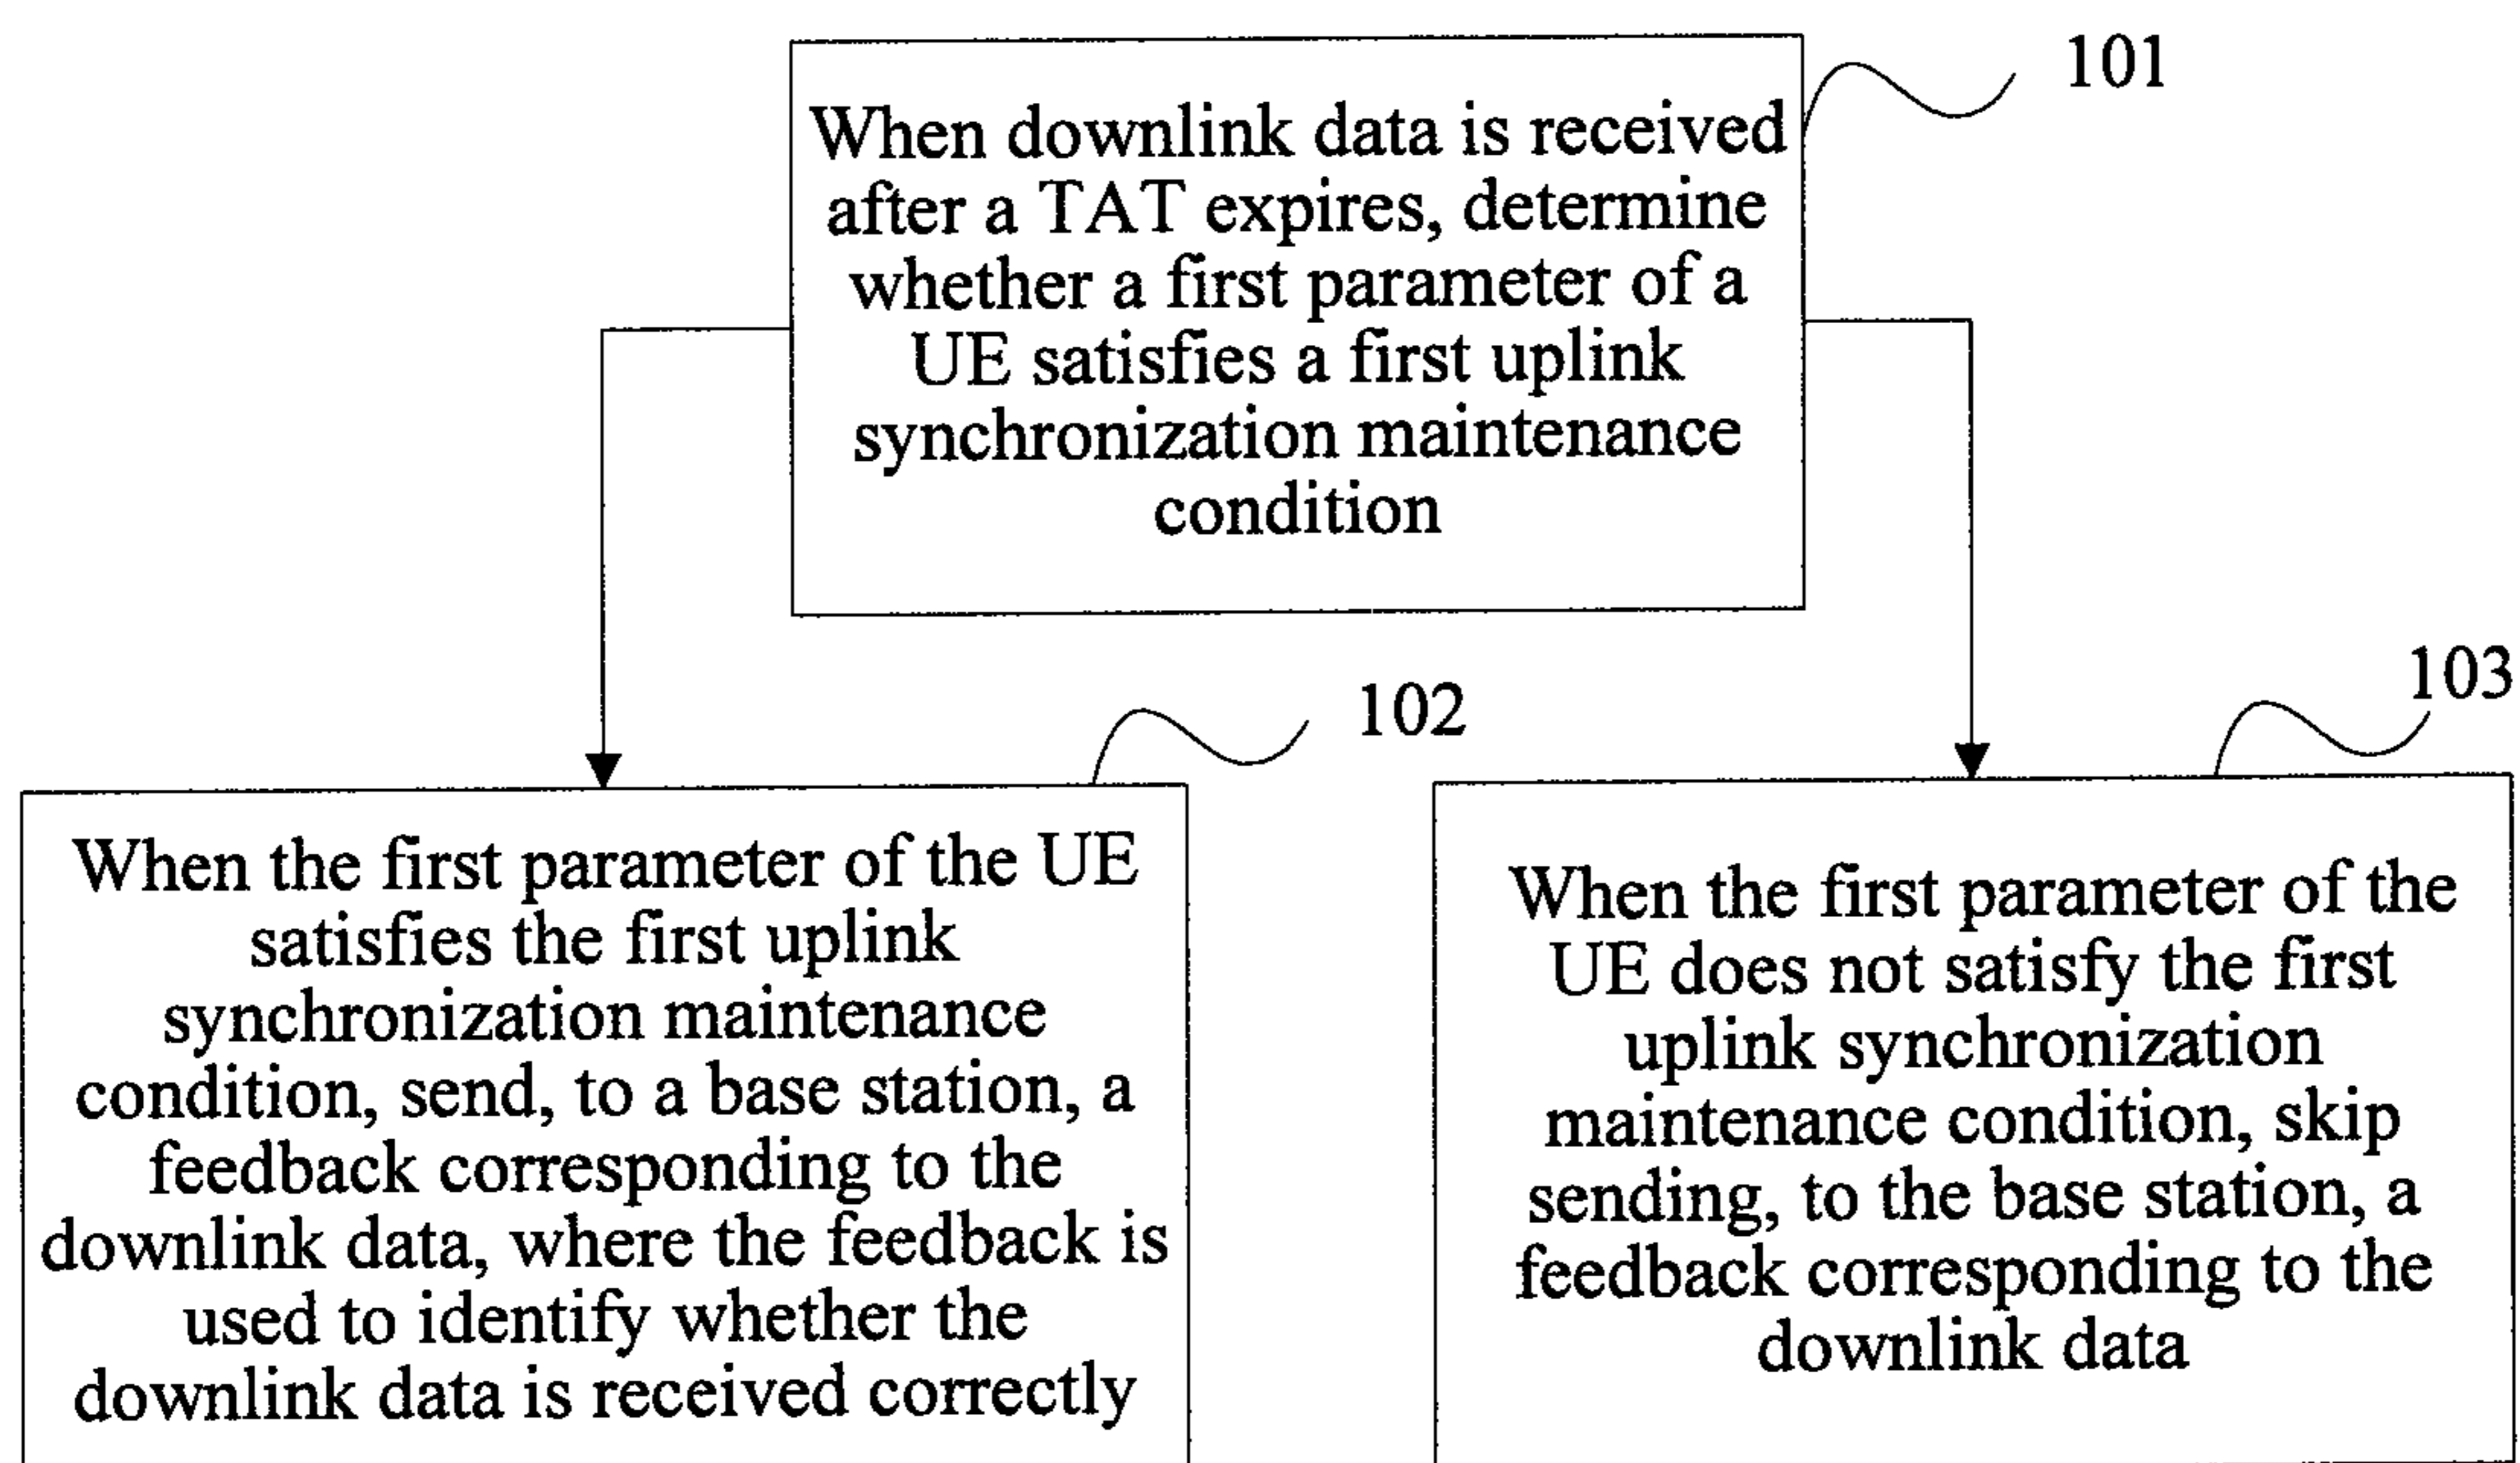 101
When downlink data is received
after a TAT expires, determine
whether a first parameter of a
UE satisfies a first uplink
synchronization maintenance
condition
102
When the first parameter of the UE
satisfies the first uplink
synchronization maintenance
condition, send, to a base station, a
feedback corresponding to the
downlink data, where the feedback is
used to identify whether the
downlink data is received correctly
103
When the first parameter of the
UE does not satisfy the first
uplink synchronization
maintenance condition, skip
sending, to the base station, a
feedback corresponding to the
downlink data